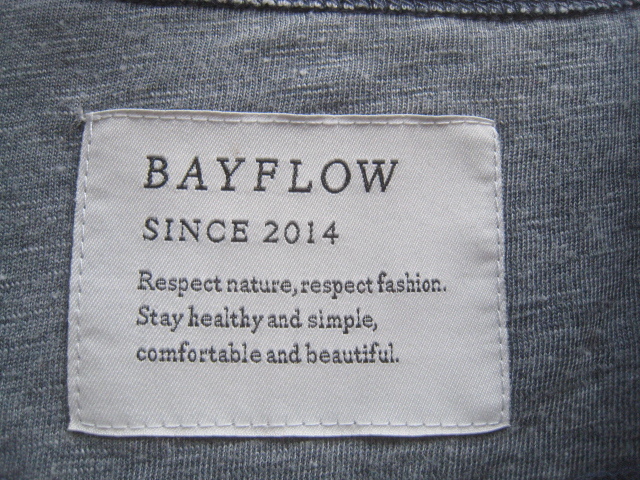 BAYFLOW
SINCE 2014
Respect nature, respect fashion.
Stay healthy and simple,
comfortable and beautiful.